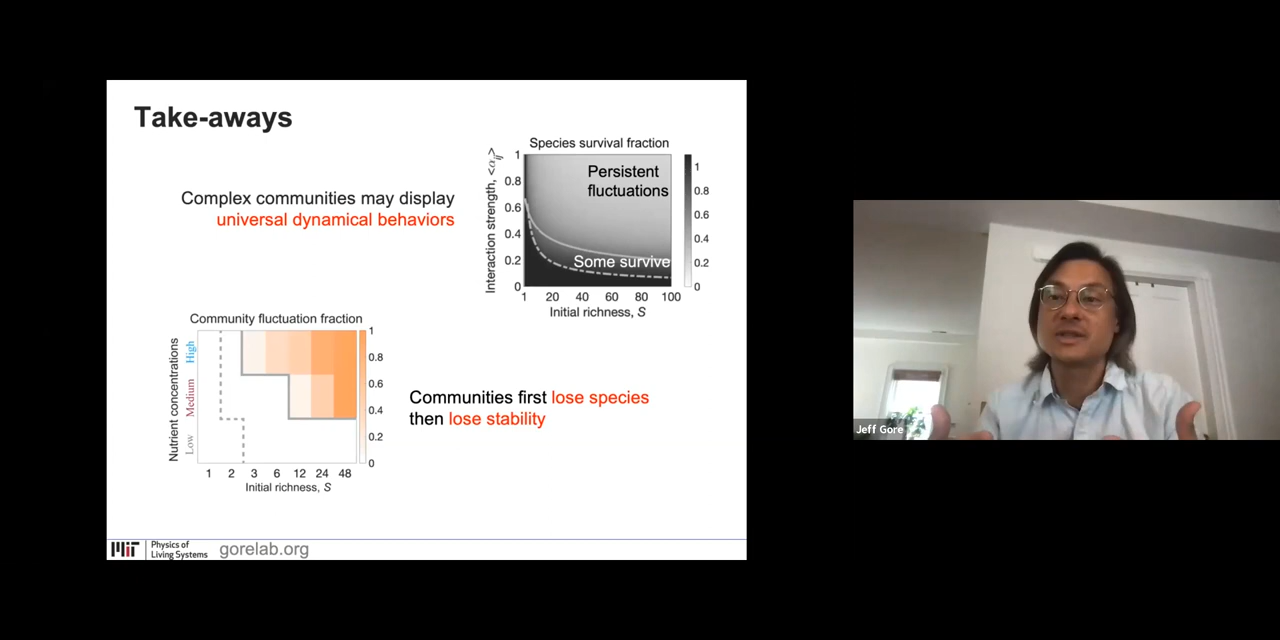 Take-aways
Complex communities may display
universal dynamical behaviors
Species survival fraction
Interaction strength, <α_ij>
1
0.8
0.6
0.4
0.2
0
Persistent
fluctuations
Some survive
1
0.8
0.6
0.4
0.2
0
1 20 40 60 80 100
Initial richness, S
Community fluctuation fraction
Nutrient concentrations
High
Medium
Low
1
0.8
0.6
0.4
0.2
0
1 2 3 6 12 24 48
Initial richness, S
Communities first lose species
then lose stability
MIT
Physics of
Living Systems
gorelab.org
Jeff Gore